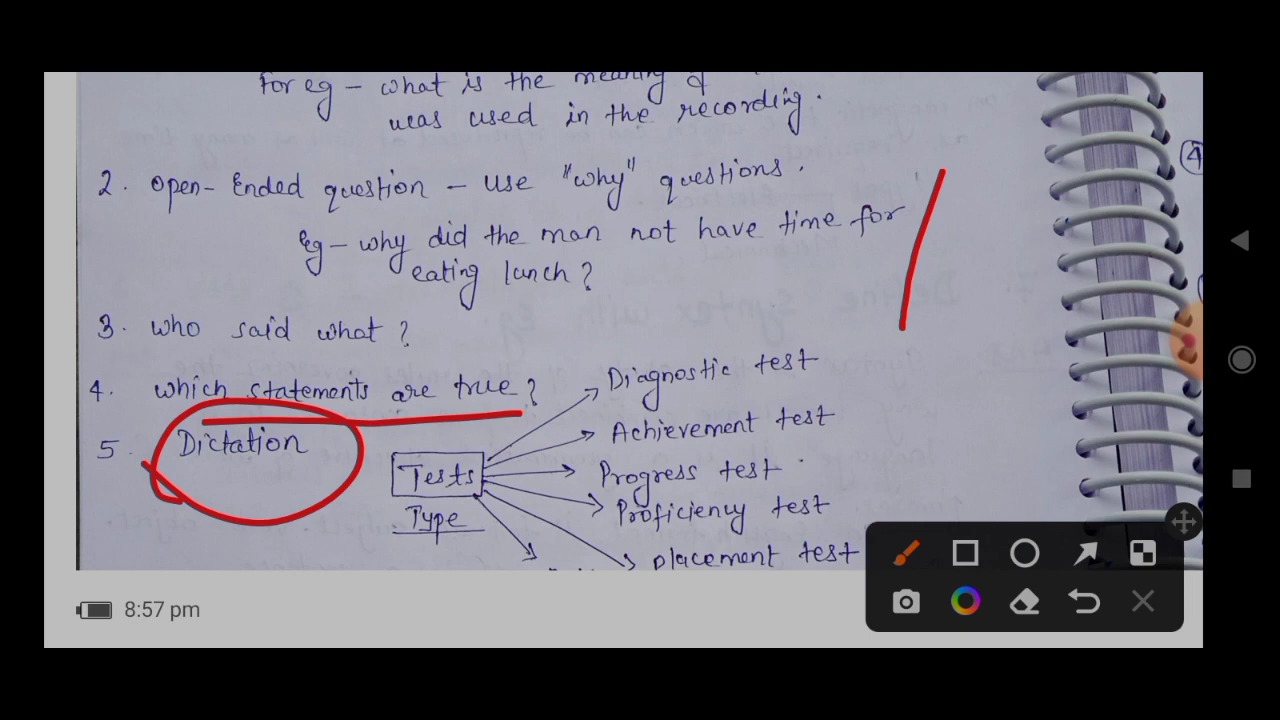 For eg – what is the meaning of
was used in the recording.
2. Open-Ended question – use "why" questions.
Eg – why did the man not have time for
eating lunch?
3. who said what?
4. which statements are true?
5. Dictation
Tests
Type
Diagnostic test
Achievement test
Progress test
Proficiency test
placement test
4
8:57 pm